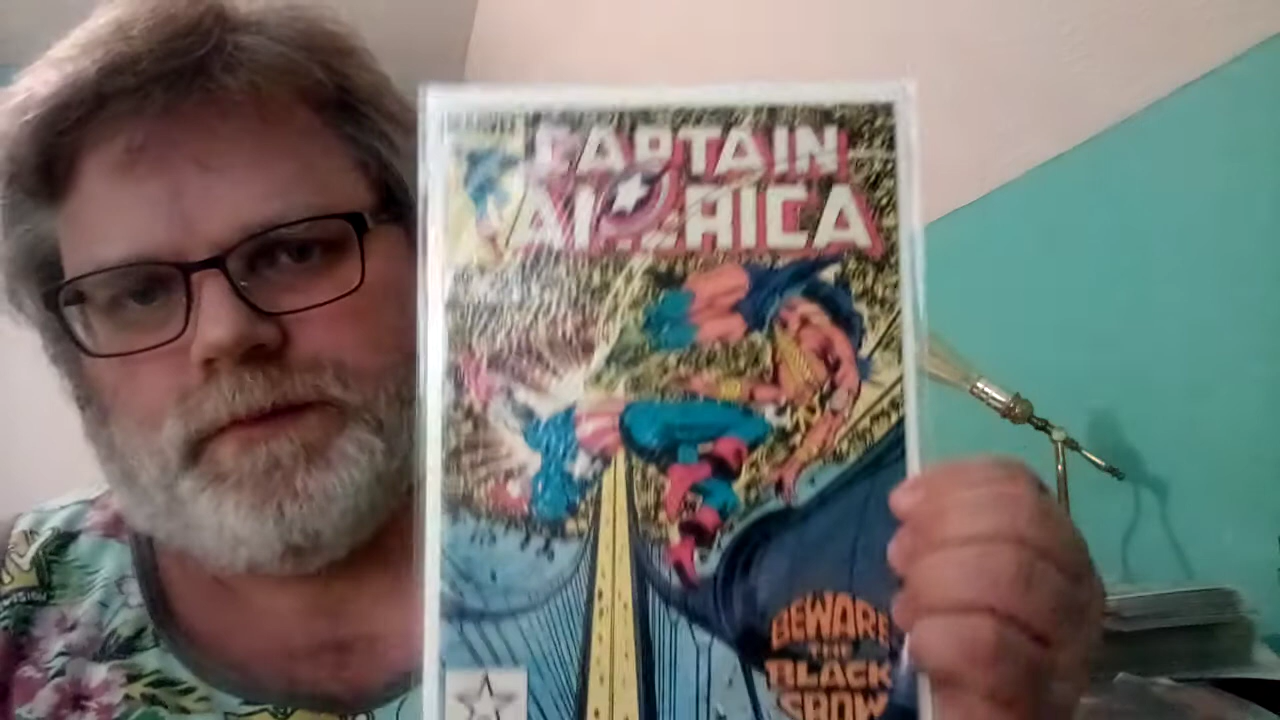 CAPTAIN
AMERICA
BEWARE
THE
BLACK
CROW